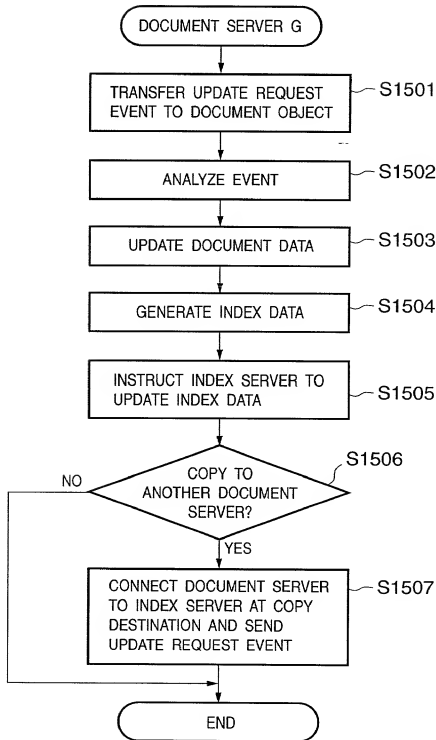 DOCUMENT SERVER G
TRANSFER UPDATE REQUEST
EVENT TO DOCUMENT OBJECT
S1501
ANALYZE EVENT
S1502
UPDATE DOCUMENT DATA
S1503
GENERATE INDEX DATA
S1504
INSTRUCT INDEX SERVER TO
UPDATE INDEX DATA
S1505
S1506
COPY TO
ANOTHER DOCUMENT
SERVER?
NO
YES
CONNECT DOCUMENT SERVER
TO INDEX SERVER AT COPY
DESTINATION AND SEND
UPDATE REQUEST EVENT
S1507
END